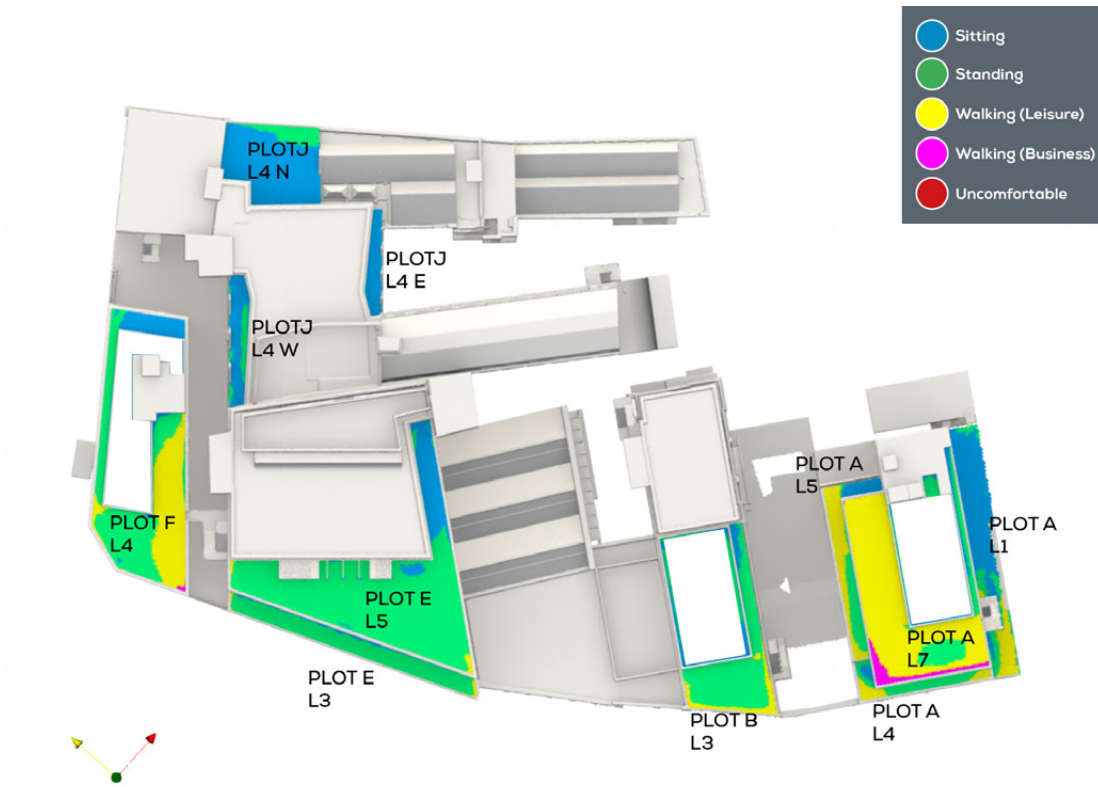 Sitting
Standing
Walking (Leisure)
Walking (Business)
Uncomfortable
PLOTJ
L4 N
PLOTJ
L4 E
PLOTJ
L4 W
PLOT A
L5
PLOT F
L4
PLOT A
L1
PLOT E
L5
PLOT A
L7
PLOT E
L3
PLOT A
L4
PLOT B
L3